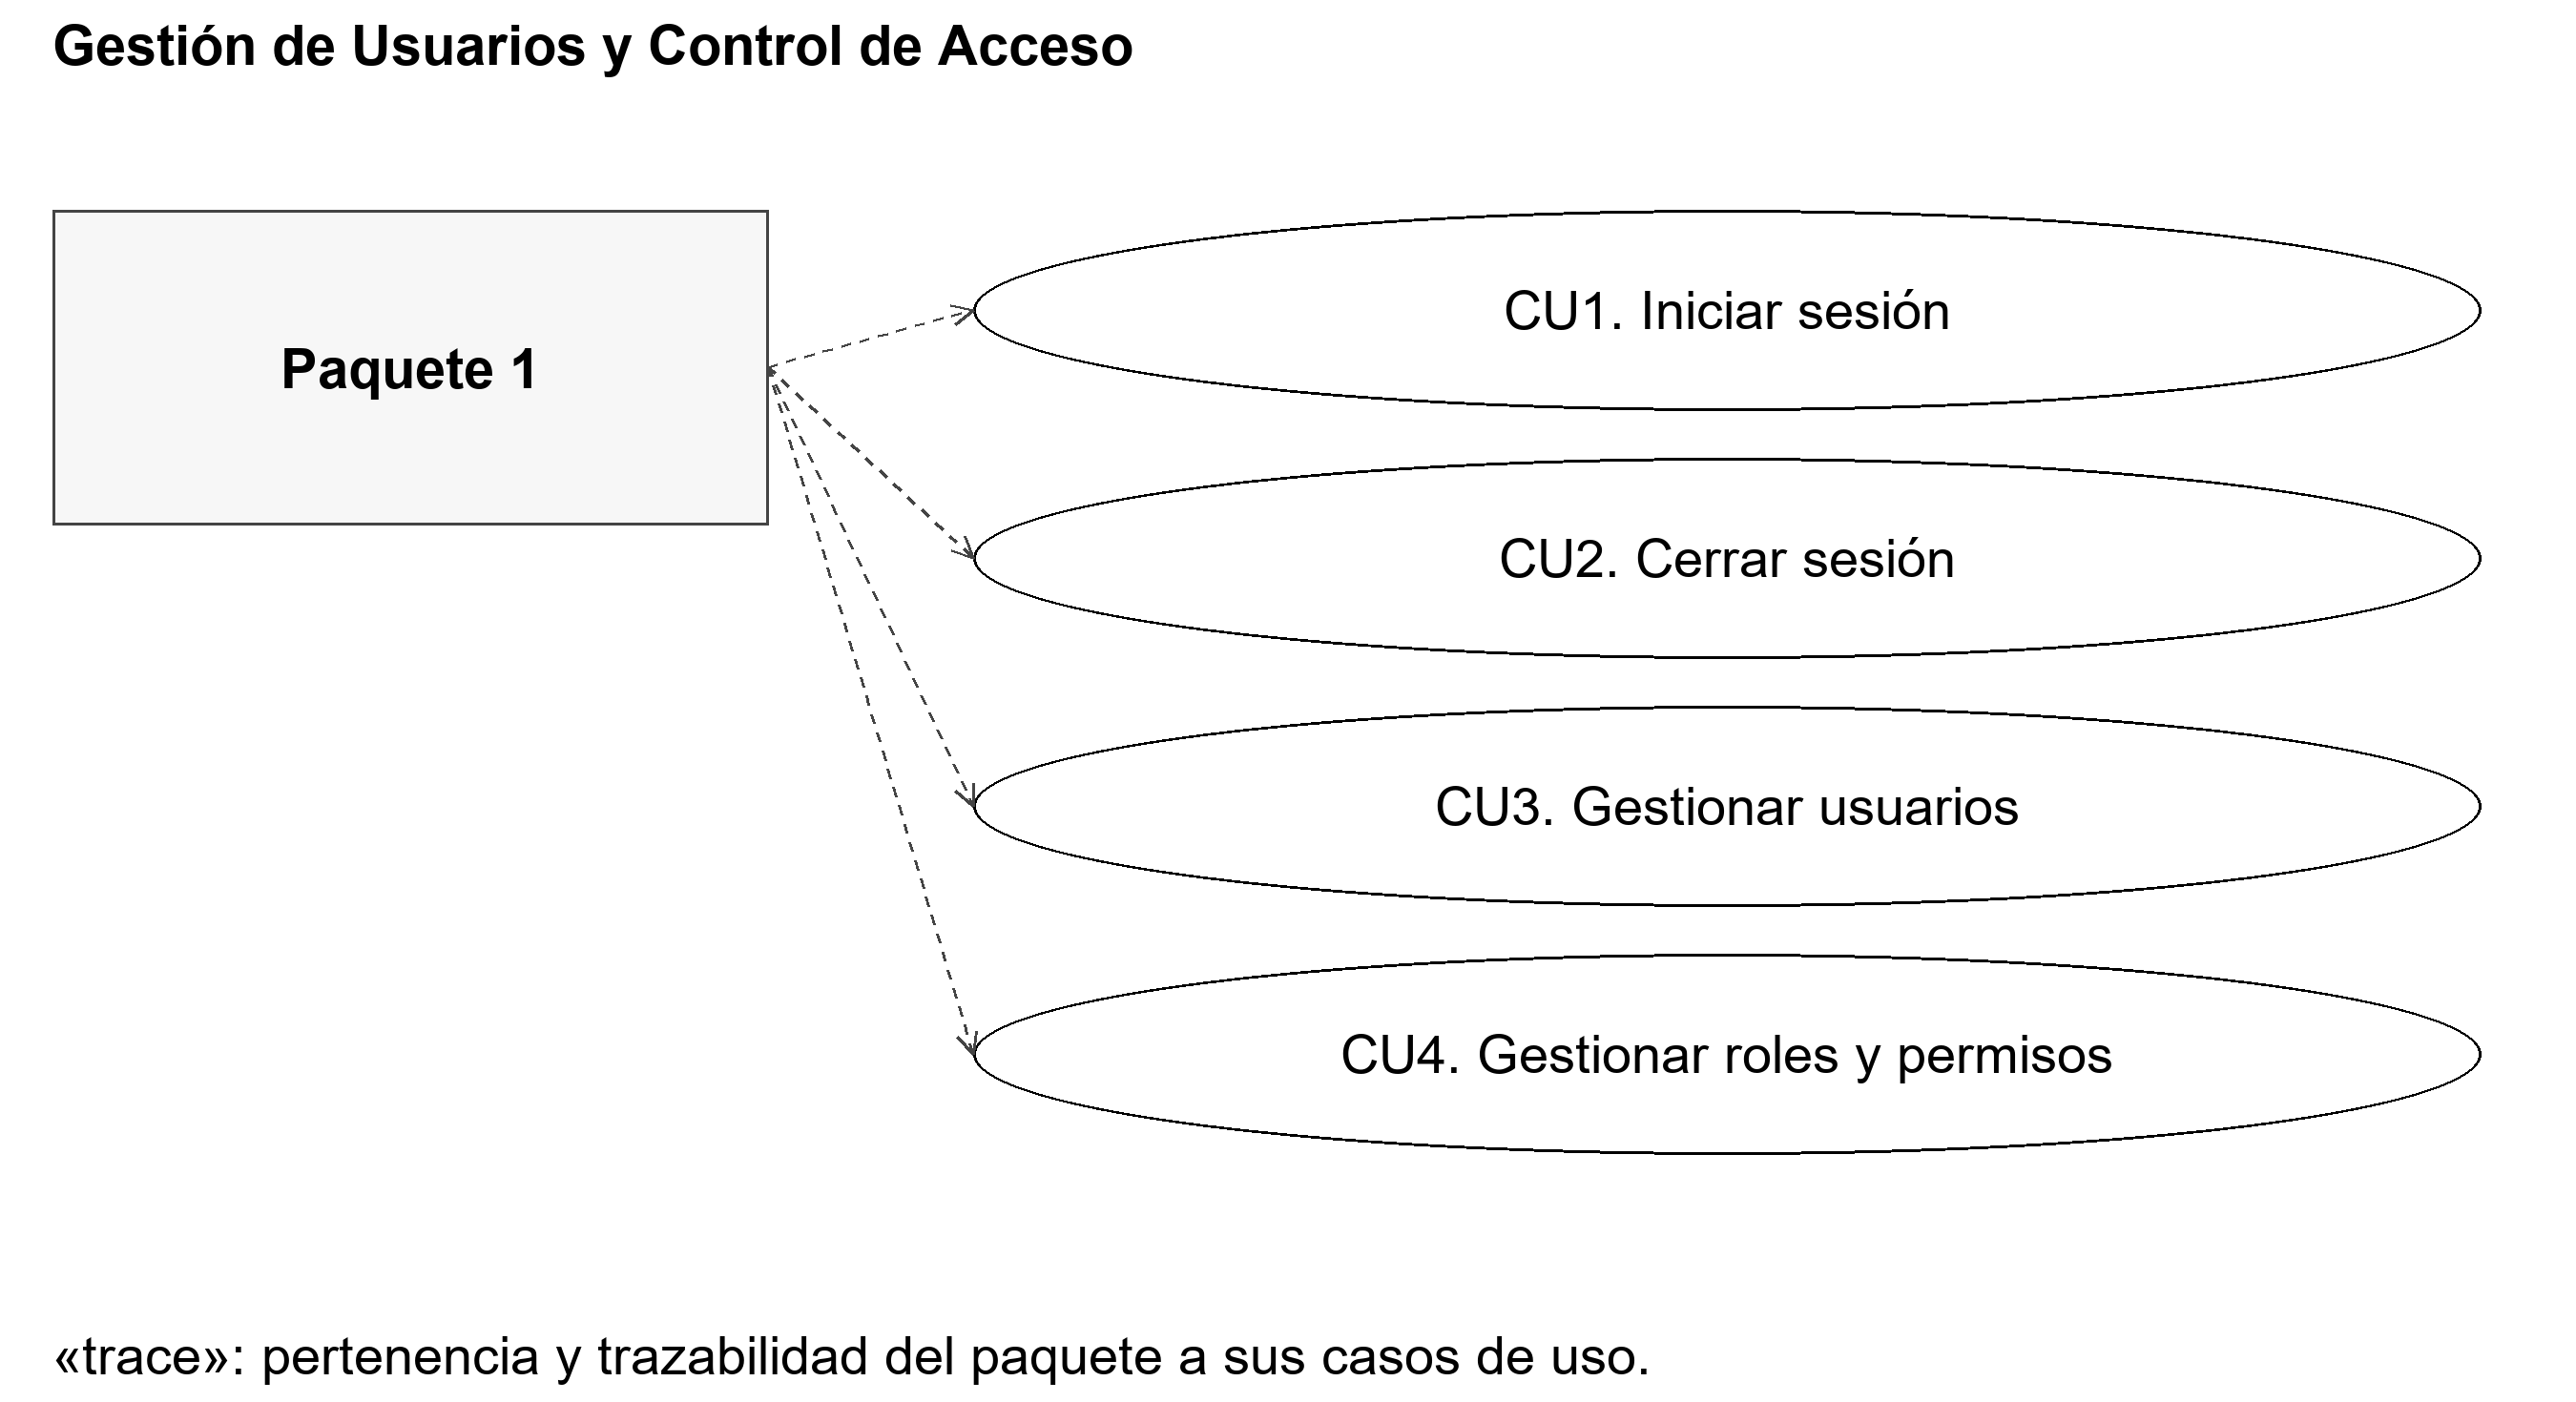 Gestión de Usuarios y Control de Acceso
Paquete 1
CU1. Iniciar sesión
CU2. Cerrar sesión
CU3. Gestionar usuarios
CU4. Gestionar roles y permisos
«trace»: pertenencia y trazabilidad del paquete a sus casos de uso.